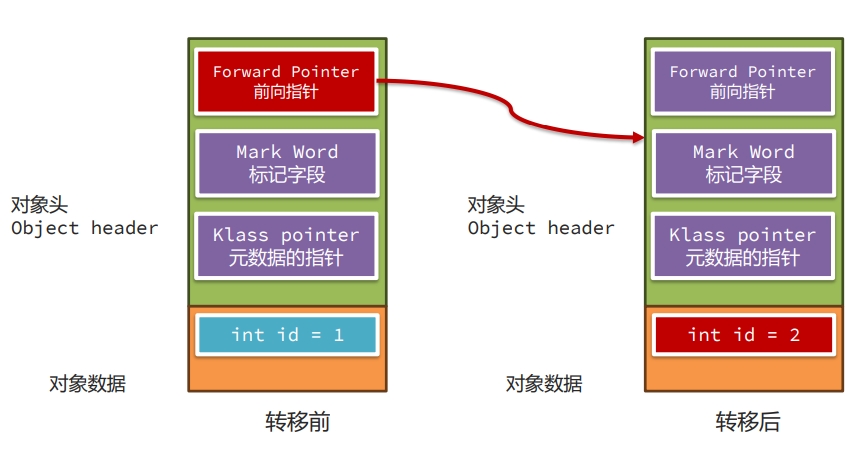 Forward Pointer
前向指针
Mark Word
标记字段
对象头
Object header
Klass pointer
元数据的指针
int id = 1
对象数据
转移前
Forward Pointer
前向指针
Mark Word
标记字段
对象头
Object header
Klass pointer
元数据的指针
int id = 2
对象数据
转移后